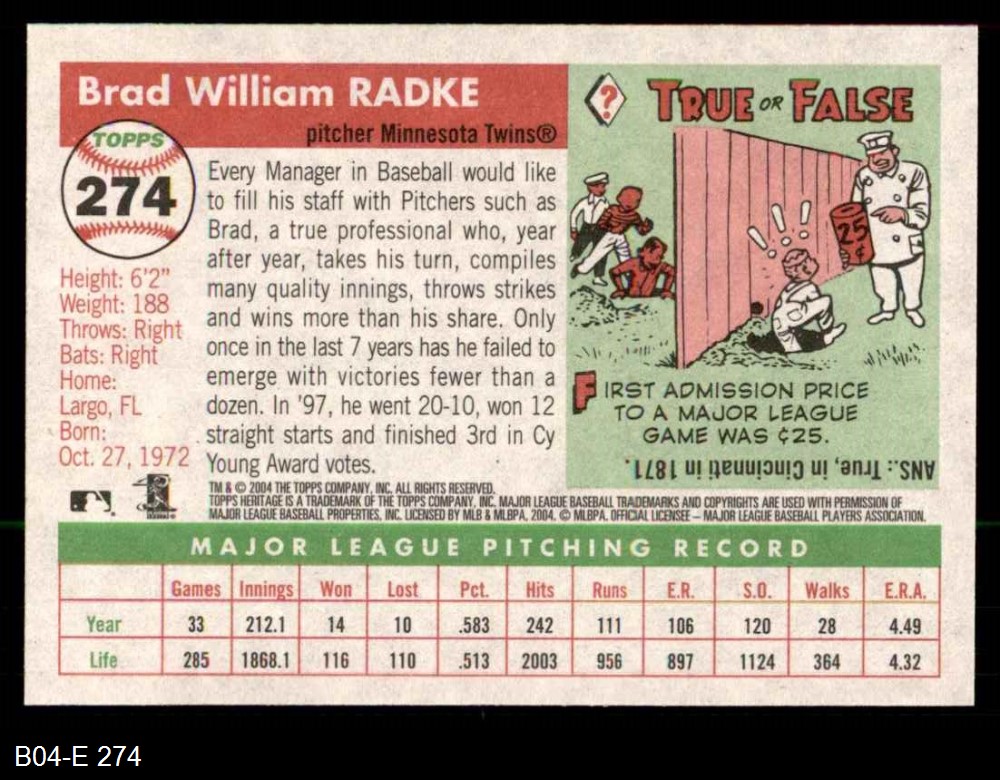 Brad William RADKE
pitcher Minnesota Twins®
TOPPS
274
Height: 6'2"
Weight: 188
Throws: Right
Bats: Right
Home:
Largo, FL
Born:
Oct. 27, 1972
Every Manager in Baseball would like
to fill his staff with Pitchers such as
Brad, a true professional who, year
after year, takes his turn, compiles
many quality innings, throws strikes
and wins more than his share. Only
once in the last 7 years has he failed to
emerge with victories fewer than a
dozen. In '97, he went 20-10, won 12
straight starts and finished 3rd in Cy
Young Award votes.
?
TRUE OR FALSE
25
¢
FIRST ADMISSION PRICE
TO A MAJOR LEAGUE
GAME WAS ¢25.
ANS.: True, in Cincinnati in 1871.
TM & © 2004 THE TOPPS COMPANY, INC. ALL RIGHTS RESERVED.
TOPPS HERITAGE IS A TRADEMARK OF THE TOPPS COMPANY, INC. MAJOR LEAGUE BASEBALL TRADEMARKS AND COPYRIGHTS ARE USED WITH PERMISSION OF
MAJOR LEAGUE BASEBALL PROPERTIES, INC. LICENSED BY MLB & MLBPA, 2004. © MLBPA, OFFICIAL LICENSEE – MAJOR LEAGUE BASEBALL PLAYERS ASSOCIATION.
MAJOR LEAGUE PITCHING RECORD
Games Innings Won Lost Pct. Hits Runs E.R. S.O. Walks E.R.A.
Year 33 212.1 14 10 .583 242 111 106 120 28 4.49
Life 285 1868.1 116 110 .513 2003 956 897 1124 364 4.32
B04-E 274